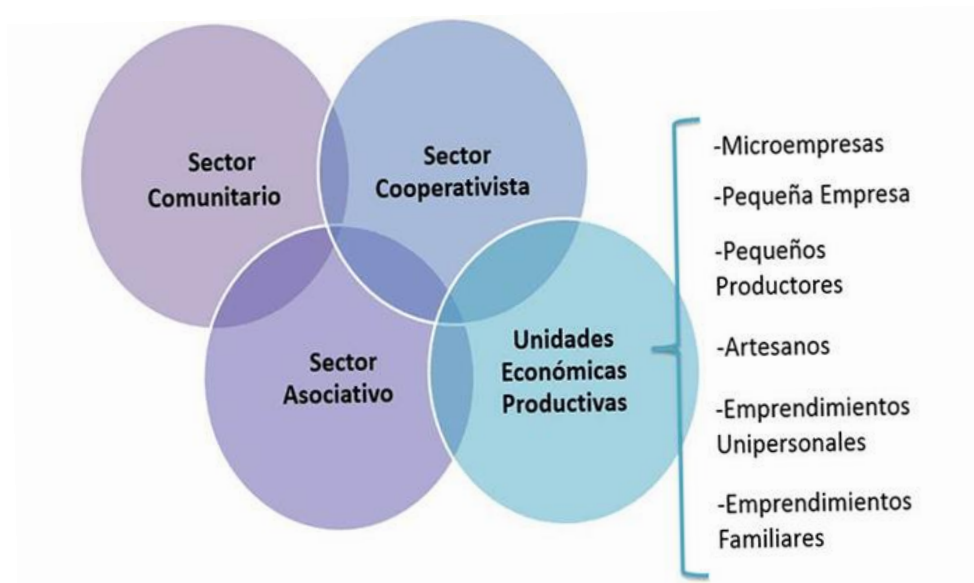 Sector
Comunitario
Sector
Cooperativista
Sector
Asociativo
Unidades
Económicas
Productivas
-Microempresas
-Pequeña Empresa
-Pequeños
Productores
-Artesanos
-Emprendimientos
Unipersonales
-Emprendimientos
Familiares